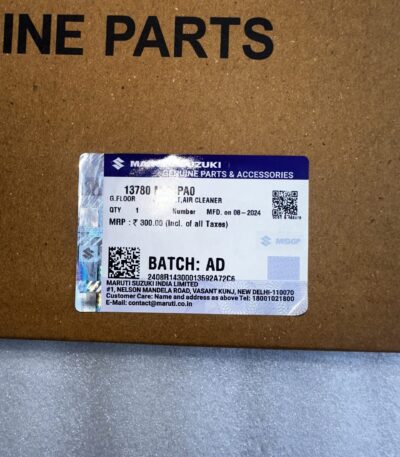 INE PARTS
SUZUKI
GENUINE PARTS & ACCESSORIES
13780 PA0
G.FLOOR AIR CLEANER
QTY 1 Number MFD. on 08-2024
MRP : ₹ 300.00 (Incl. of all Taxes)
MSGP
BATCH: AD
2408R14300013592A72C6
MARUTI SUZUKI INDIA LIMITED
#1, NELSON MANDELA ROAD, VASANT KUNJ, NEW DELHI-110070
Customer Care: Name and address as above Tel: 18001021800
E-Mail: contact@maruti.co.in